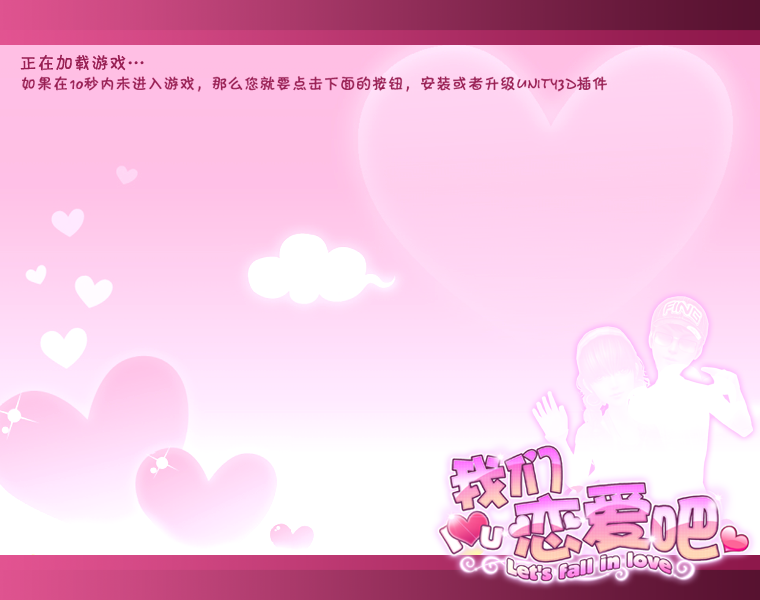 正在加载游戏…
如果在10秒内未进入游戏，那么您就要点击下面的按钮，安装或者升级UNITY3D插件
FING
我们
I U
恋爱吧
Let's fall in love